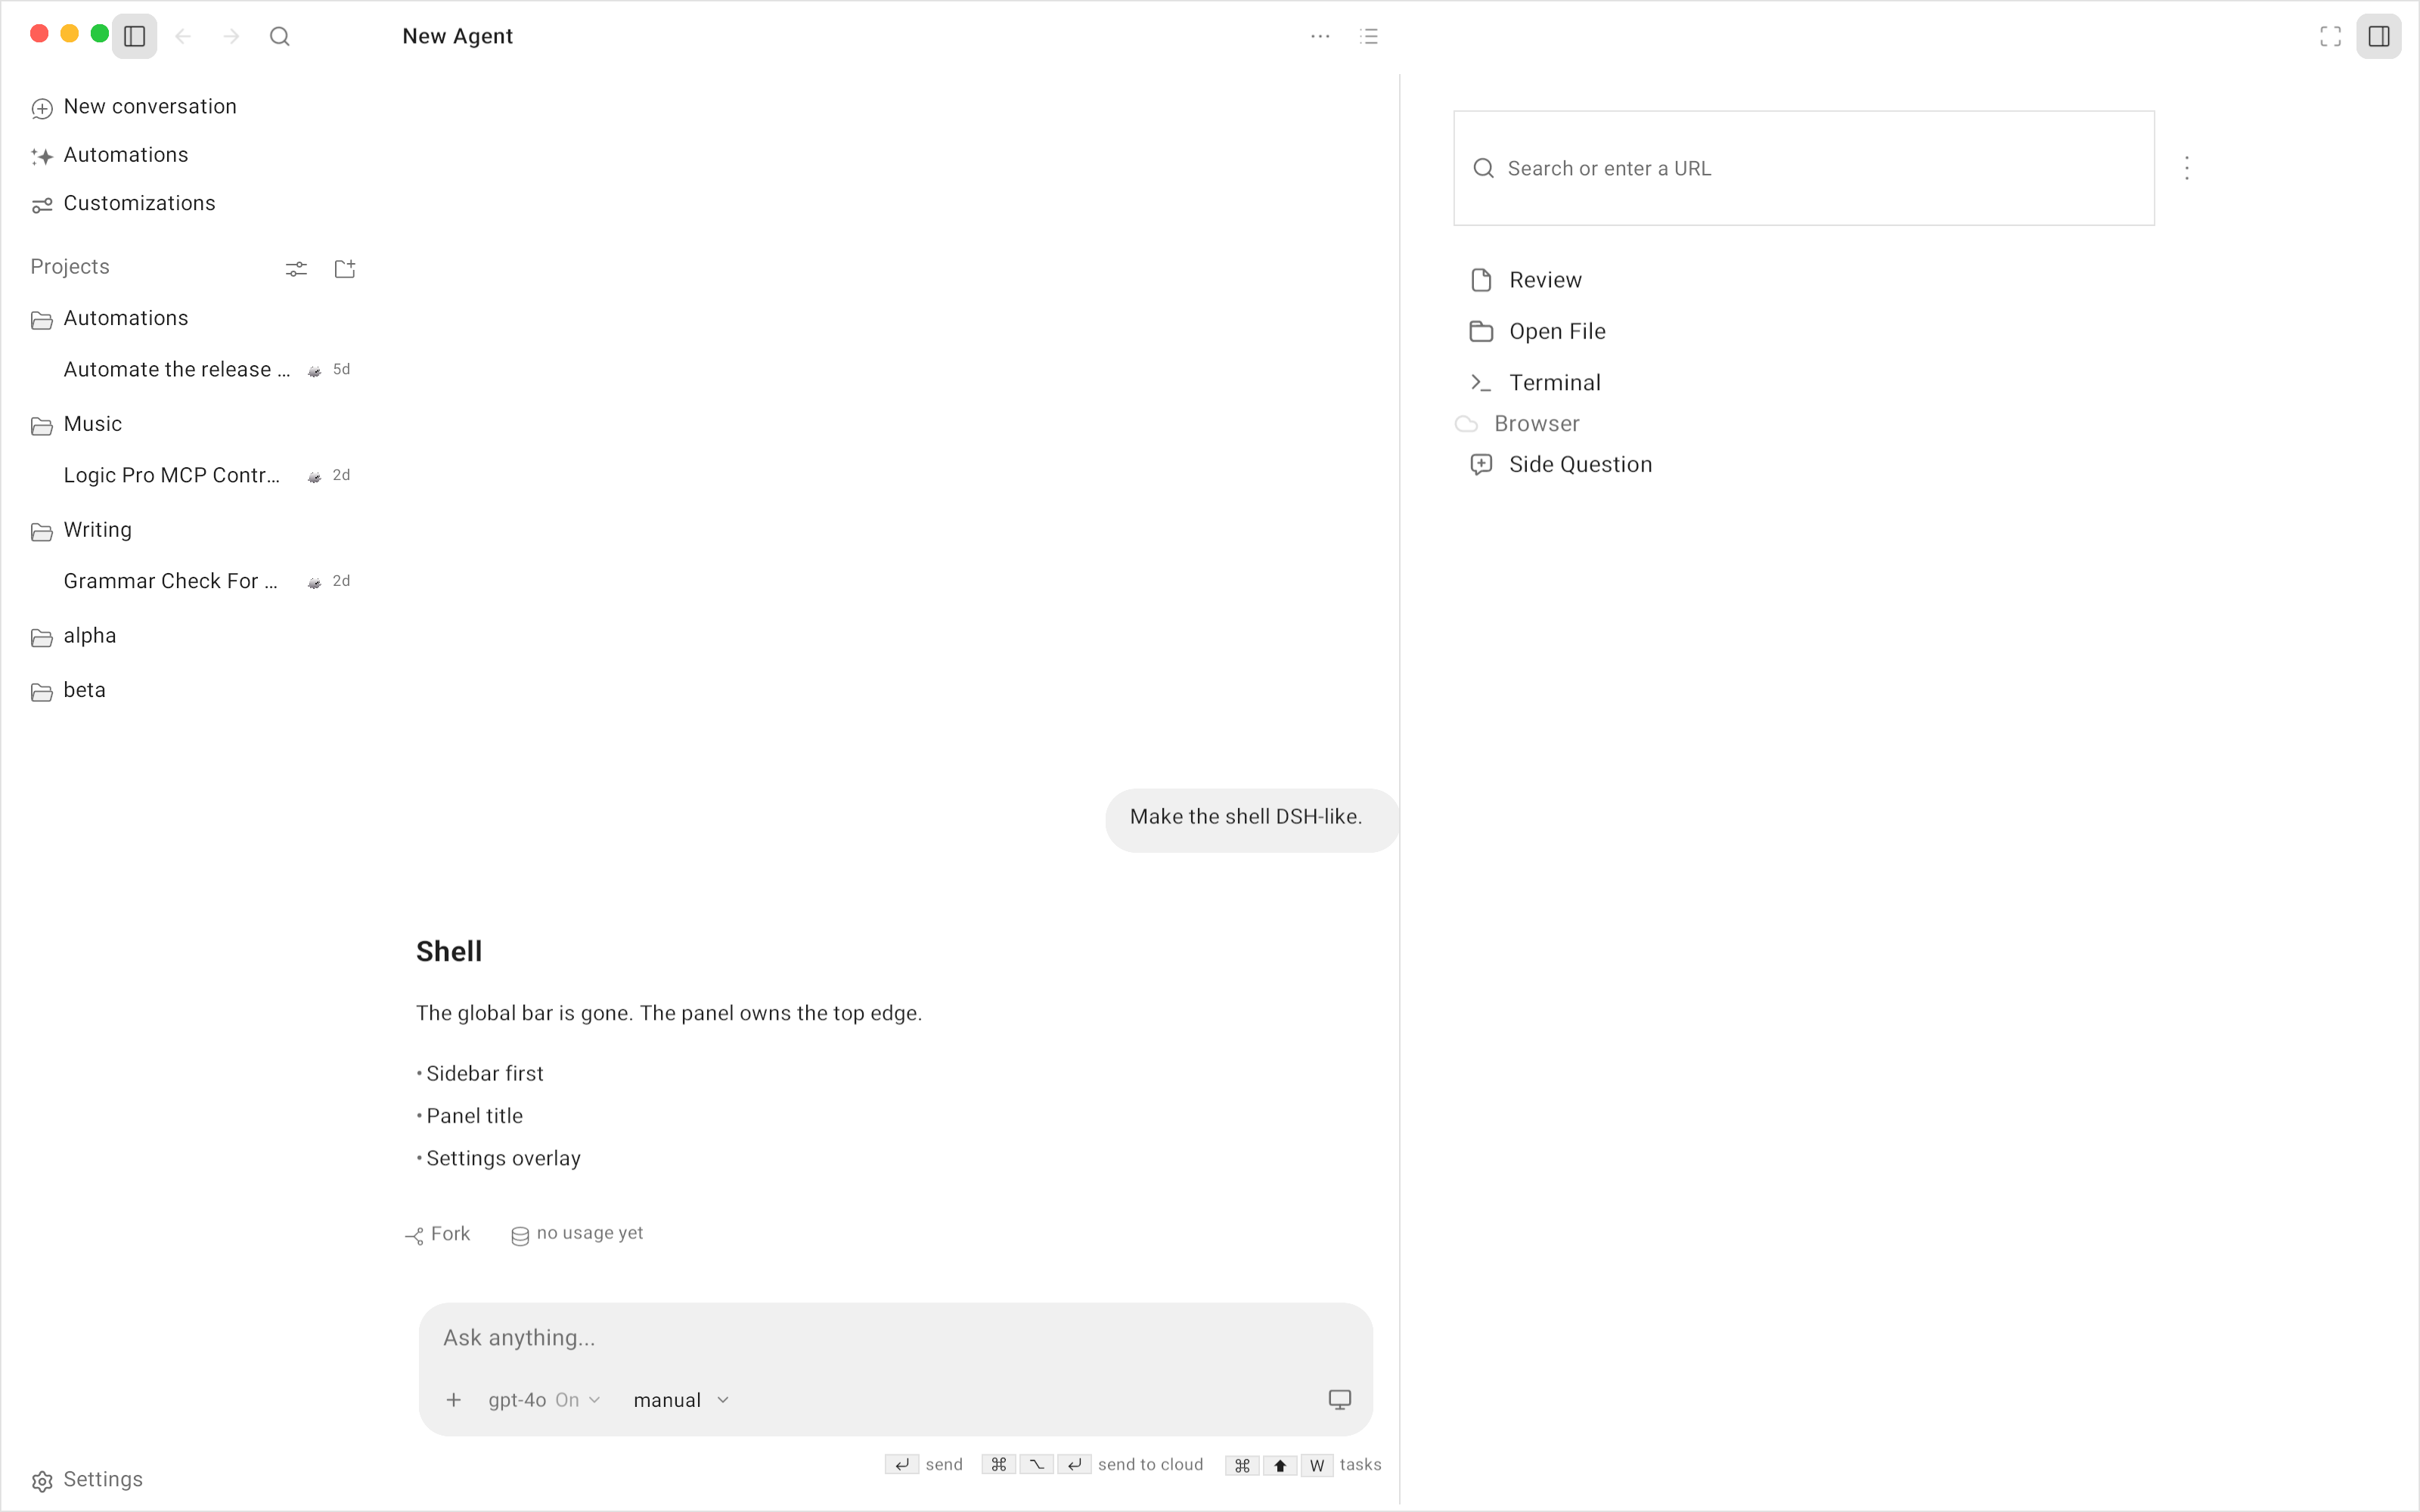 New Agent
New conversation
Automations
Customizations
Projects
Automations
Automate the release ... 5d
Music
Logic Pro MCP Contr... 2d
Writing
Grammar Check For ... 2d
alpha
beta
Settings
Make the shell DSH-like.
Shell
The global bar is gone. The panel owns the top edge.
• Sidebar first
• Panel title
• Settings overlay
Fork no usage yet
Ask anything...
gpt-4o On manual
↵ send ⌘ ⌥ ↵ send to cloud ⌘ ⬆ W tasks
Search or enter a URL
Review
Open File
Terminal
Browser
Side Question